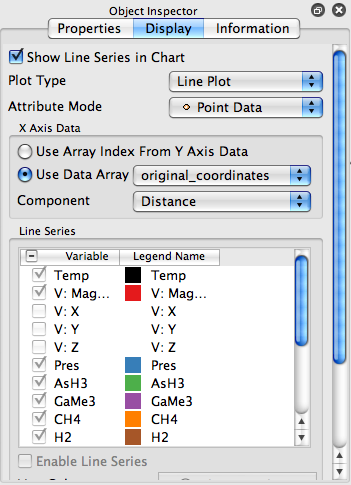 Object Inspector
Properties Display Information
Show Line Series in Chart
Plot Type Line Plot
Attribute Mode Point Data
X Axis Data
Use Array Index From Y Axis Data
Use Data Array original_coordinates
Component Distance
Line Series
Variable Legend Name
Temp Temp
V: Mag... V: Mag...
V: X V: X
V: Y V: Y
V: Z V: Z
Pres Pres
AsH3 AsH3
GaMe3 GaMe3
CH4 CH4
H2 H2
Enable Line Series